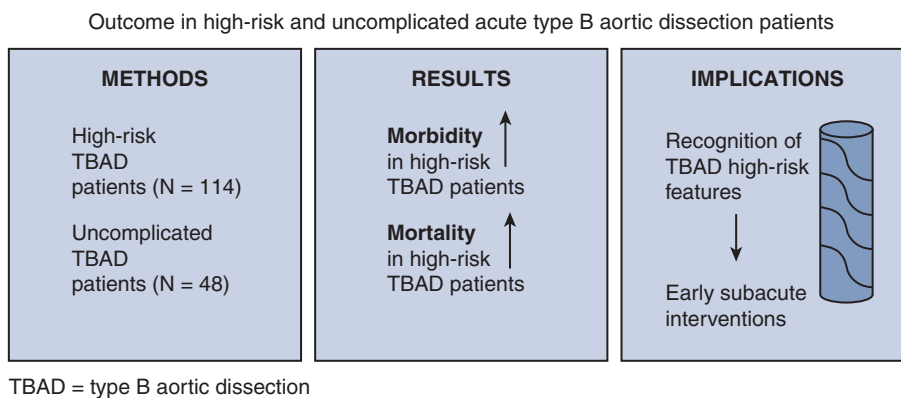 Outcome in high-risk and uncomplicated acute type B aortic dissection patients
METHODS
High-risk
TBAD
patients (N = 114)
Uncomplicated
TBAD
patients (N = 48)
RESULTS
Morbidity
in high-risk
TBAD patients
Mortality
in high-risk
TBAD patients
IMPLICATIONS
Recognition of
TBAD high-risk
features
Early subacute
interventions
TBAD = type B aortic dissection